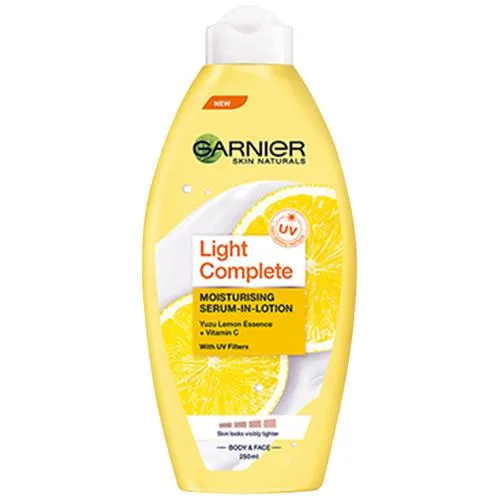 NEW
GARNIER
SKIN NATURALS
UV
Light
Complete
MOISTURISING
SERUM-IN-LOTION
Yuzu Lemon Essence
+ Vitamin C
With UV Filters
Skin looks visibly lighter
BODY & FACE
250ml